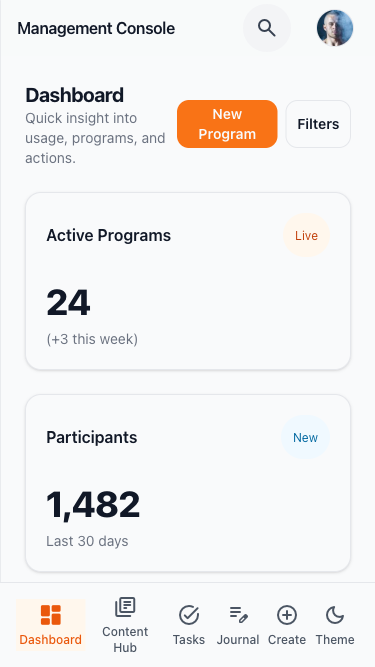 Management Console
Dashboard
Quick insight into
usage, programs, and
actions.
New
Program
Filters
Active Programs
Live
24
(+3 this week)
Participants
New
1,482
Last 30 days
Dashboard
Content
Hub
Tasks
Journal
Create
Theme